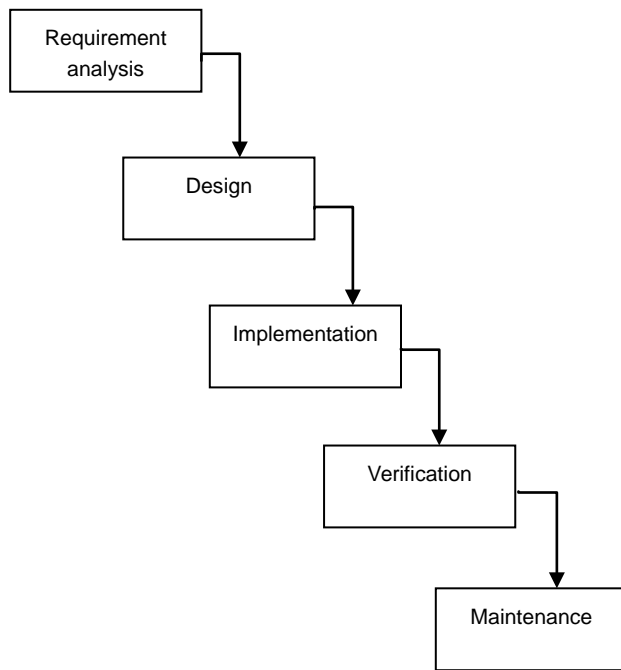 Requirement
analysis
Design
Implementation
Verification
Maintenance